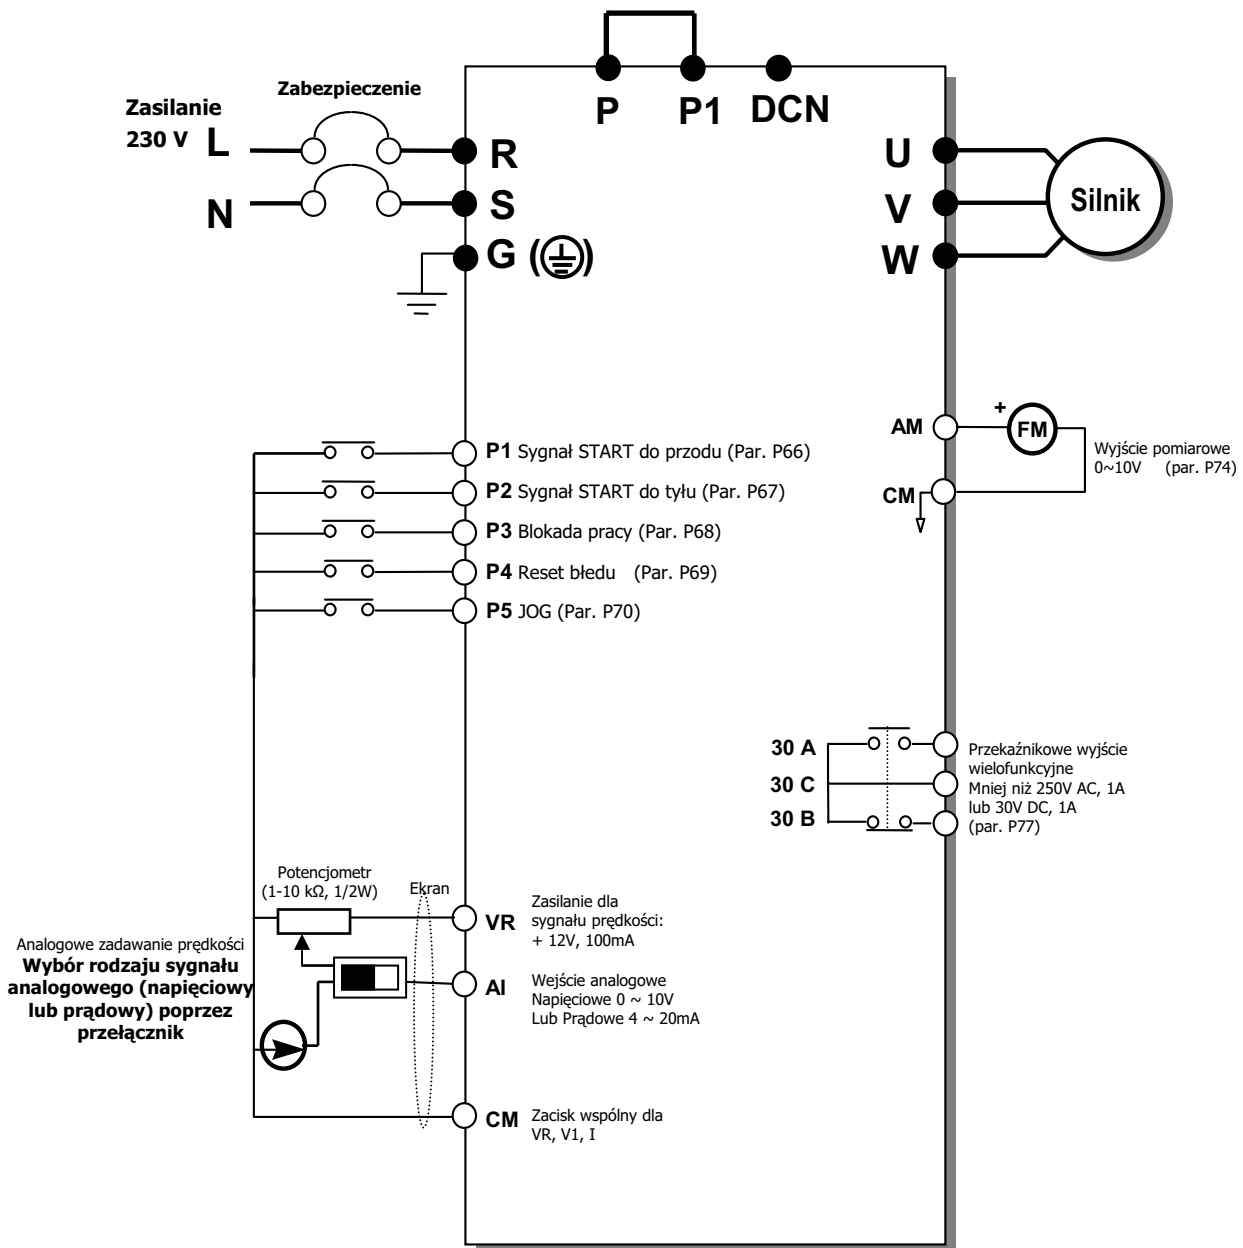 P P1 DCN
Zabezpieczenie
Zasilanie
230 V L
R
N
S
G ( )
U
V
W
Silnik
P1 Sygnał START do przodu (Par. P66)
P2 Sygnał START do tyłu (Par. P67)
P3 Blokada pracy (Par. P68)
P4 Reset błedu (Par. P69)
P5 JOG (Par. P70)
AM
+
FM
CM
Wyjście pomiarowe
0~10V (par. P74)
30 A
30 C
30 B
Przekaźnikowe wyjście
wielofunkcyjne
Mniej niż 250V AC, 1A
lub 30V DC, 1A
(par. P77)
Potencjometr
(1-10 kΩ, 1/2W)
Ekran
VR
Zasilanie dla
sygnału prędkości:
+ 12V, 100mA
Analogowe zadawanie prędkości
Wybór rodzaju sygnału
analogowego (napięciowy
lub prądowy) poprzez
przełącznik
AI
Wejście analogowe
Napięciowe 0 ~ 10V
Lub Prądowe 4 ~ 20mA
CM
Zacisk wspólny dla
VR, V1, I